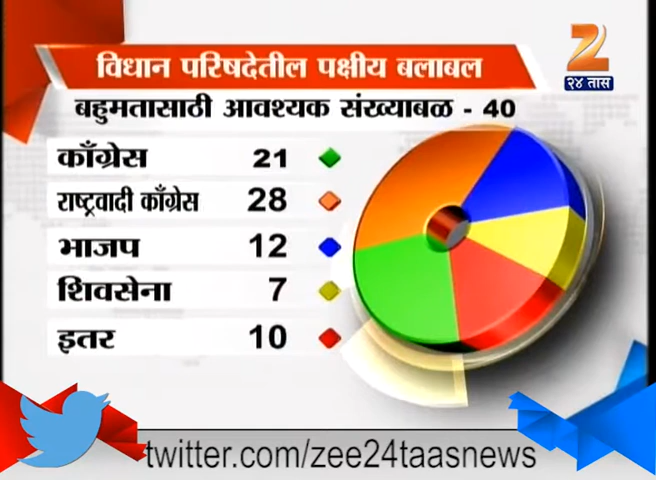 विधान परिषदेतील पक्षीय बलाबल
Z
२४ तास
बहुमतासाठी आवश्यक संख्याबळ - 40
काँग्रेस 21
राष्ट्रवादी काँग्रेस 28
भाजप 12
शिवसेना 7
इतर 10
twitter.com/zee24taasnews